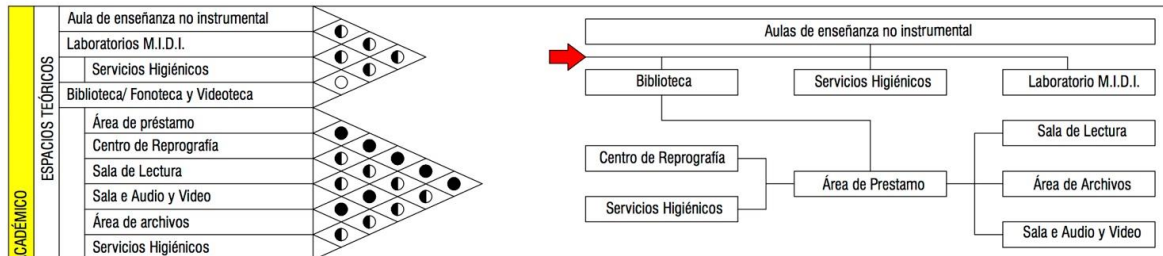 ACADÉMICO
ESPACIOS TEÓRICOS
Aula de enseñanza no instrumental
Laboratorios M.I.D.I.
Servicios Higiénicos
Biblioteca/ Fonoteca y Videoteca
Área de préstamo
Centro de Reprografía
Sala de Lectura
Sala e Audio y Video
Área de archivos
Servicios Higiénicos
Aulas de enseñanza no instrumental
Biblioteca
Servicios Higiénicos
Laboratorio M.I.D.I.
Centro de Reprografía
Servicios Higiénicos
Área de Prestamo
Sala de Lectura
Área de Archivos
Sala e Audio y Video